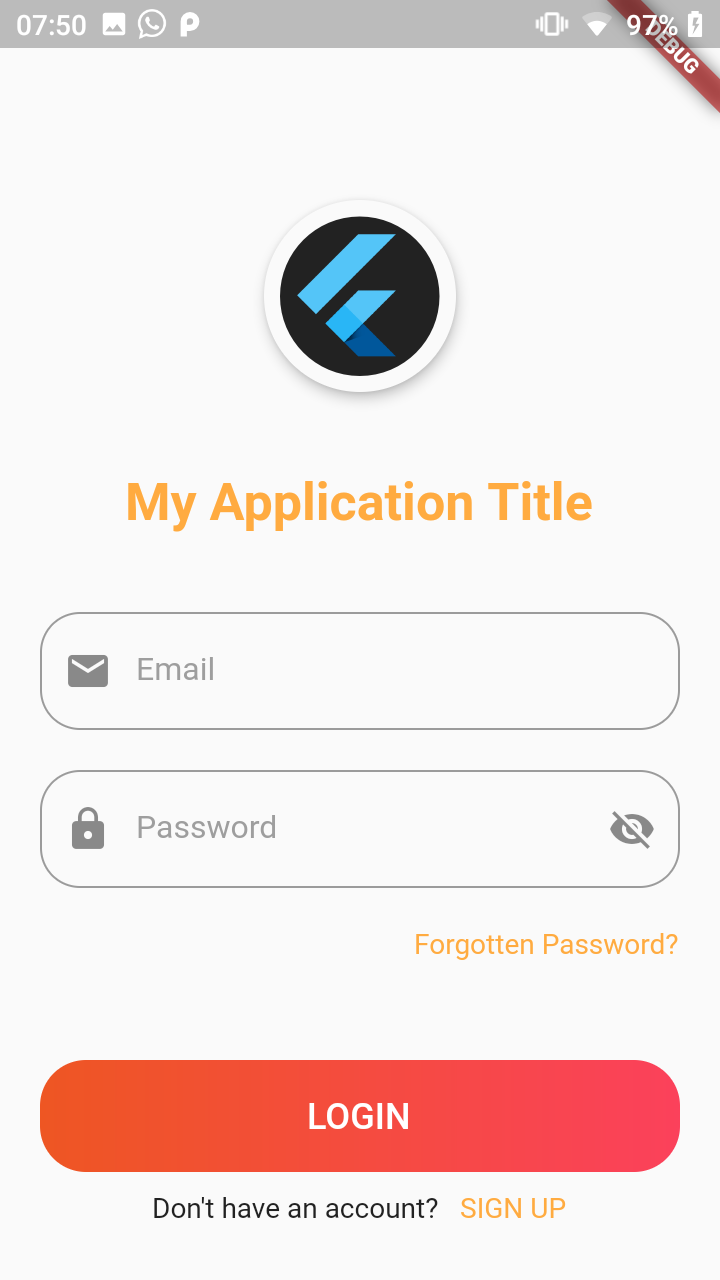 07:50 97%
DEBUG
My Application Title
Email
Password
Forgotten Password?
LOGIN
Don't have an account? SIGN UP